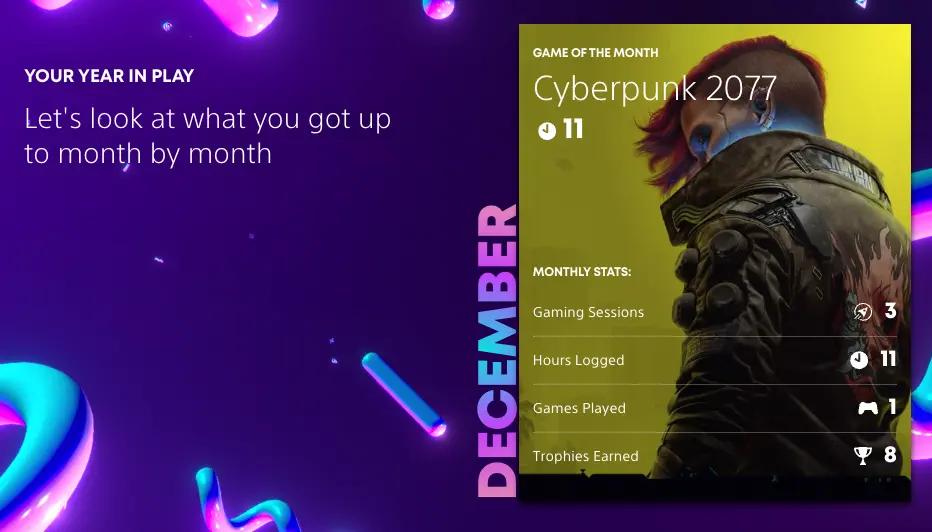 YOUR YEAR IN PLAY
Let's look at what you got up
to month by month
DECEMBER
GAME OF THE MONTH
Cyberpunk 2077
11
MONTHLY STATS:
Gaming Sessions 3
Hours Logged 11
Games Played 1
Trophies Earned 8